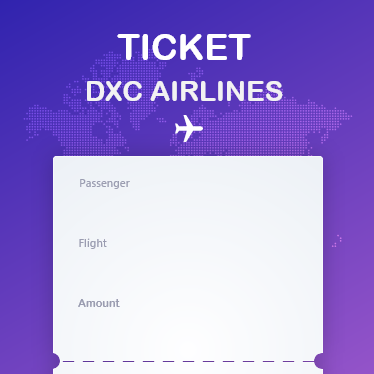 TICKET
DXC AIRLINES
Passenger
Flight
Amount